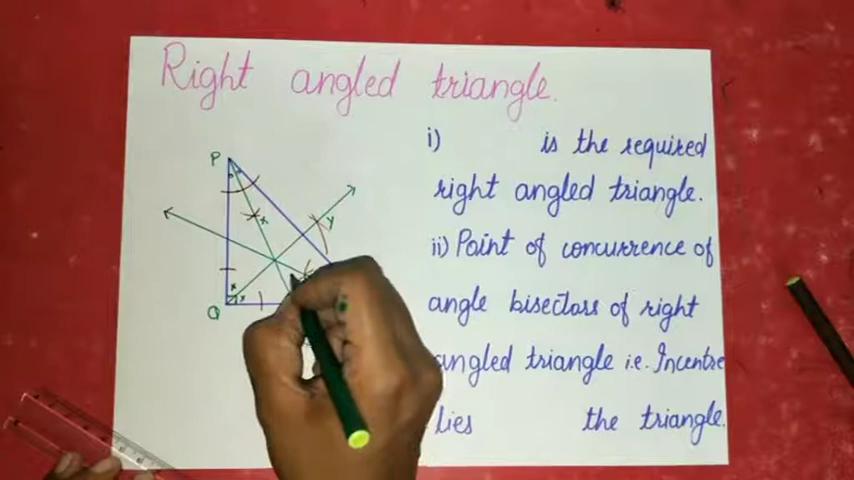 Right angled triangle.
i) is the required
right angled triangle.
ii) Point of concurrence of
angle bisectors of right
angled triangle i.e. Incentre
lies the triangle.
P
x
y
x
x
Q